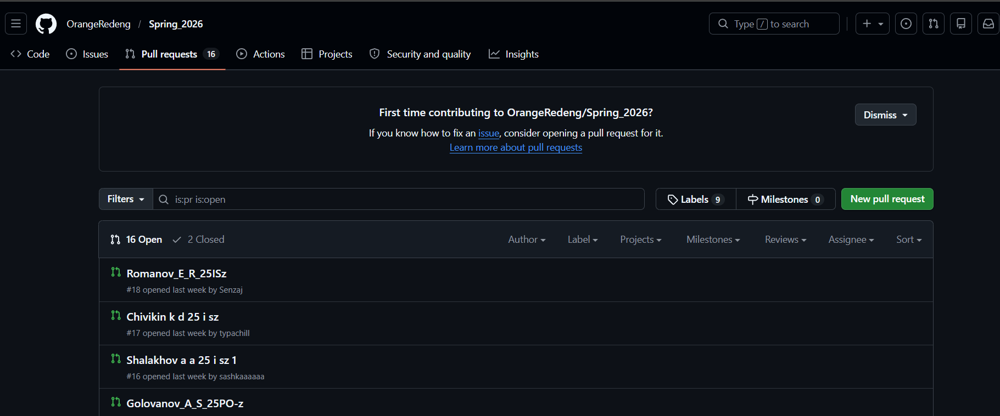 OrangeRedeng / Spring_2026
Type / to search
Code Issues Pull requests 16 Actions Projects Security and quality Insights
First time contributing to OrangeRedeng/Spring_2026?
Dismiss
If you know how to fix an issue, consider opening a pull request for it.
Learn more about pull requests
Filters is:pr is:open Labels 9 Milestones 0 New pull request
16 Open 2 Closed Author Label Projects Milestones Reviews Assignee Sort
Romanov_E_R_25ISz
#18 opened last week by Senzaj
Chivikin k d 25 i sz
#17 opened last week by typachill
Shalakhov a a 25 i sz 1
#16 opened last week by sashkaaaaaa
Golovanov_A_S_25PO-z